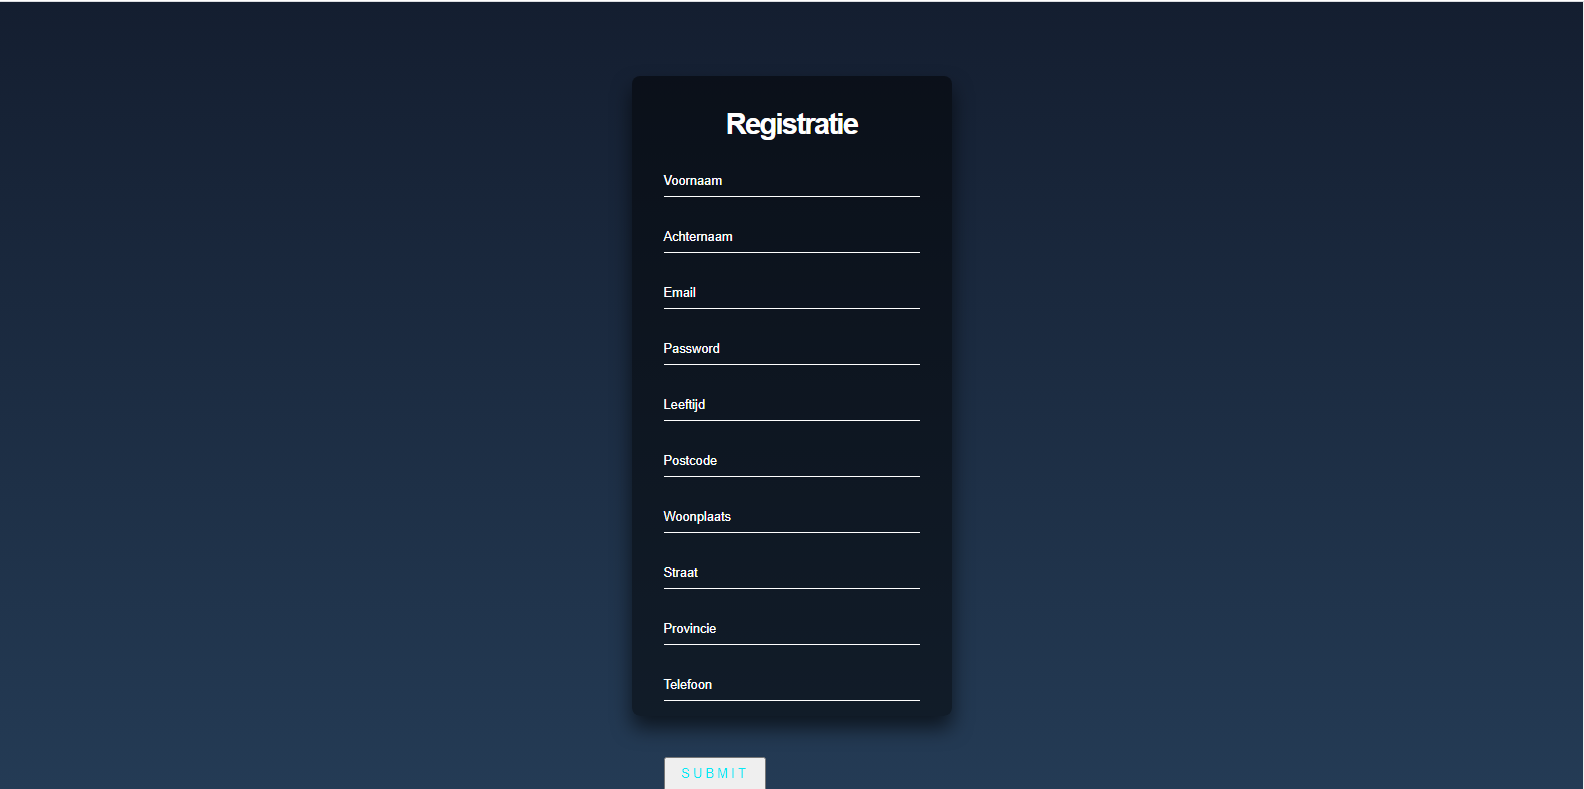 Registratie
Voornaam
Achternaam
Email
Password
Leeftijd
Postcode
Woonplaats
Straat
Provincie
Telefoon
SUBMIT